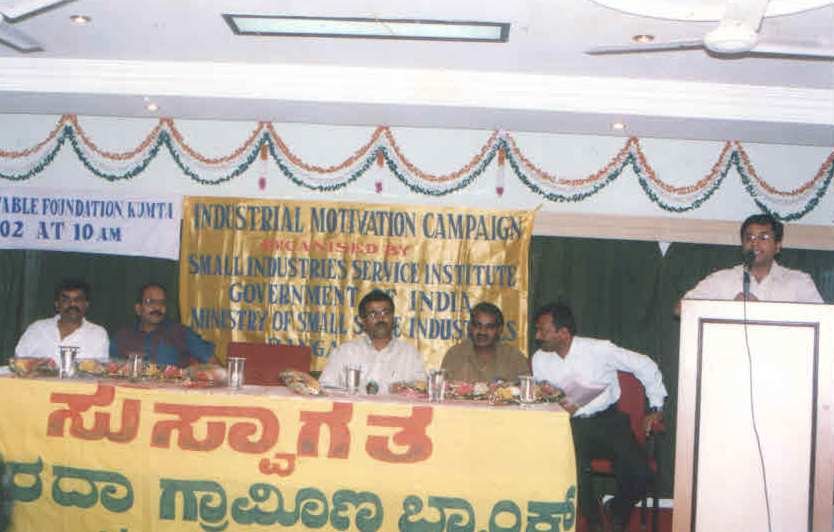 VABLE FOUNDATION KUMTA
02 AT 10 AM
INDUSTRIAL MOTIVATION CAMPAIGN
ORGANISED BY
SMALL INDUSTRIES SERVICE INSTITUTE
GOVERNMENT OF INDIA
MINISTRY OF SMALL SCALE INDUSTRIES
ಸುಸ್ವಾಗತ
ರದಾ ಗ್ರಾಮೀಣ ಬ್ಯಾಂಕ್